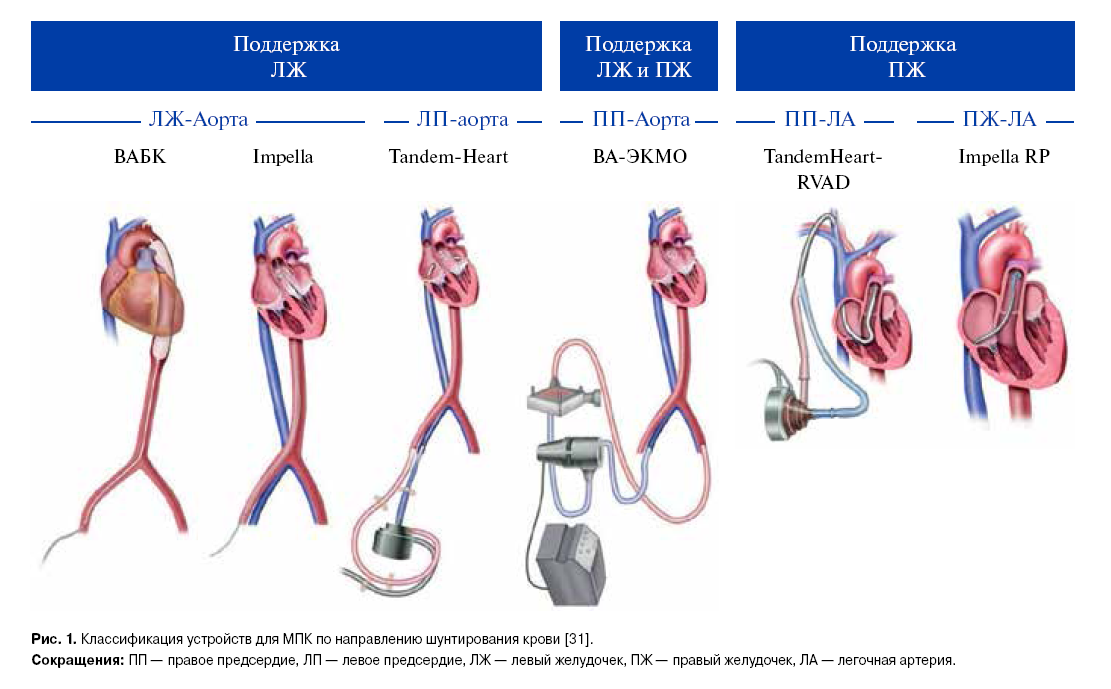 Поддержка
ЛЖ
Поддержка
ЛЖ и ПЖ
Поддержка
ПЖ
ЛЖ-Аорта
ЛП-аорта
ПП-Аорта
ПП-ЛА
ПЖ-ЛА
ВАБК
Impella
Tandem-Heart
ВА-ЭКМО
TandemHeart-
RVAD
Impella RP
Рис. 1. Классификация устройств для МПК по направлению шунтирования крови [31].
Сокращения: ПП — правое предсердие, ЛП — левое предсердие, ЛЖ — левый желудочек, ПЖ — правый желудочек, ЛА — легочная артерия.